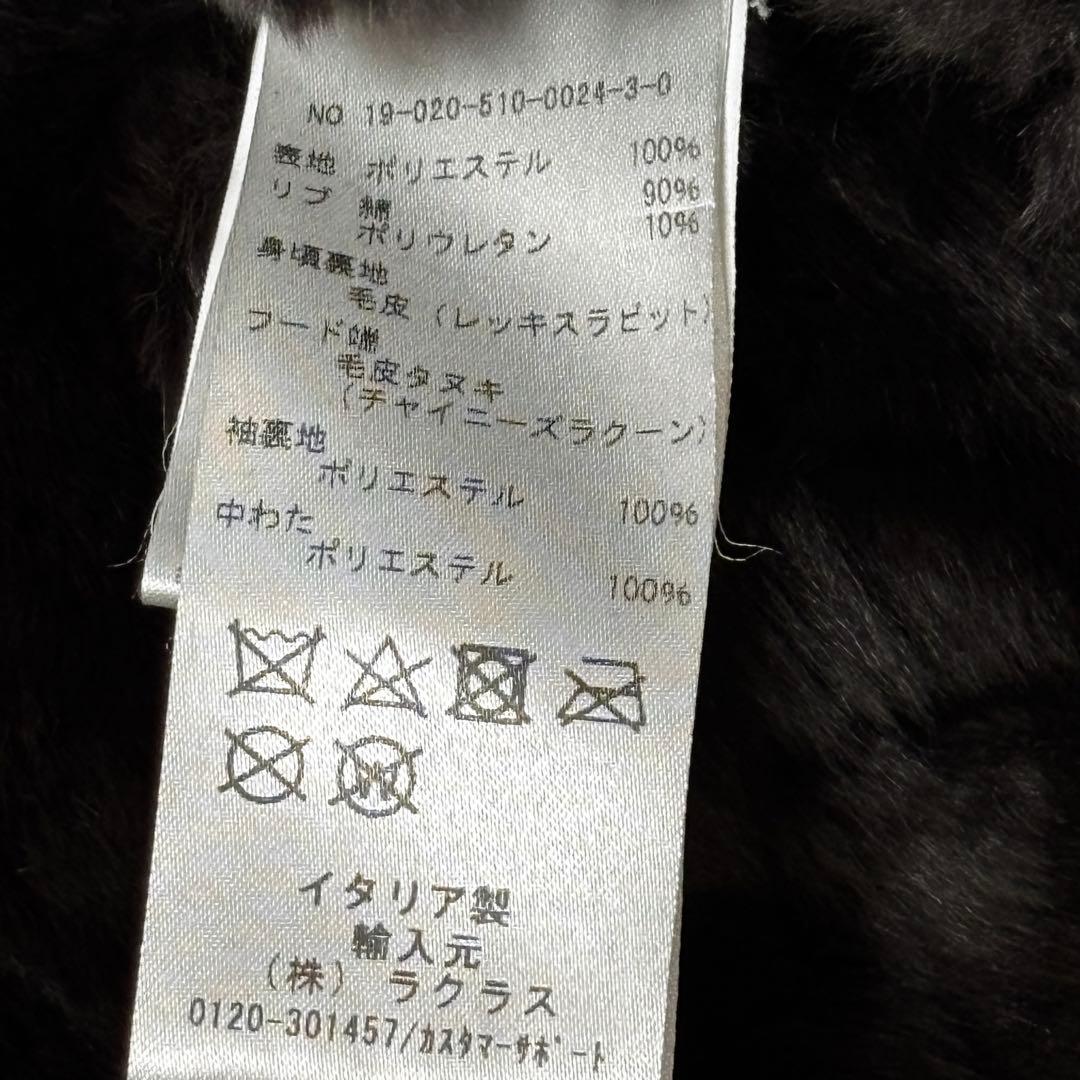 NO 19-020-510-0024-3-0
表地 ポリエステル 100%
リブ 綿 90%
ポリウレタン 10%
身頃裏地
毛皮（レッキスラビット）
フード端
毛皮タヌキ
（チャイニーズラクーン）
袖裏地
ポリエステル 100%
中わた
ポリエステル 100%
W
イタリア製
輸入元
（株） ラクラス
0120-301457/ｶｽﾀﾏｰｻﾎﾟｰﾄ